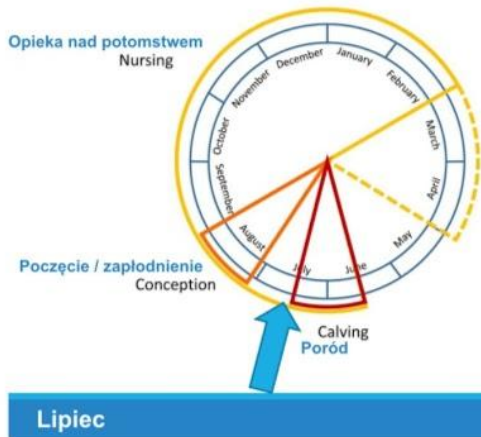 Opieka nad potomstwem
Nursing
December
January
November
February
October
March
September
April
August
May
July
June
Poczęcie / zapłodnienie
Conception
Calving
Poród
Lipiec